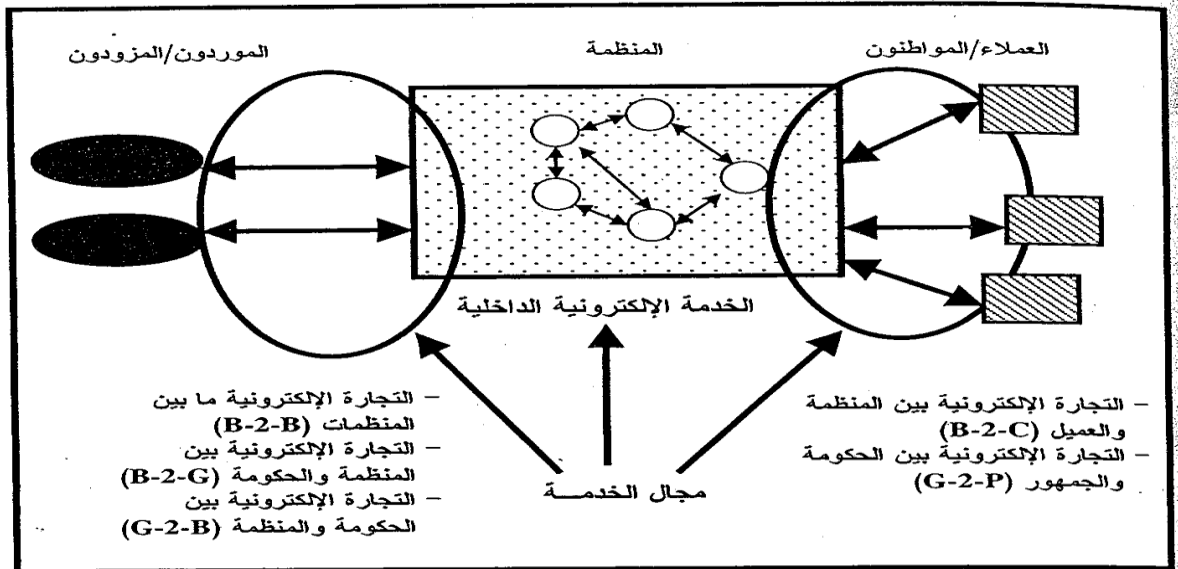 العملاء/المواطنون
المنظمة
الموردون/المزودون
الخدمة الإلكترونية الداخلية
– التجارة الإلكترونية بين المنظمة
والعميل (B-2-C)
– التجارة الإلكترونية بين الحكومة
والجمهور (G-2-P)
– التجارة الإلكترونية ما بين
المنظمات (B-2-B)
– التجارة الإلكترونية بين
المنظمة والحكومة (B-2-G)
– التجارة الإلكترونية بين
الحكومة والمنظمة (G-2-B)
مجال الخدمــة